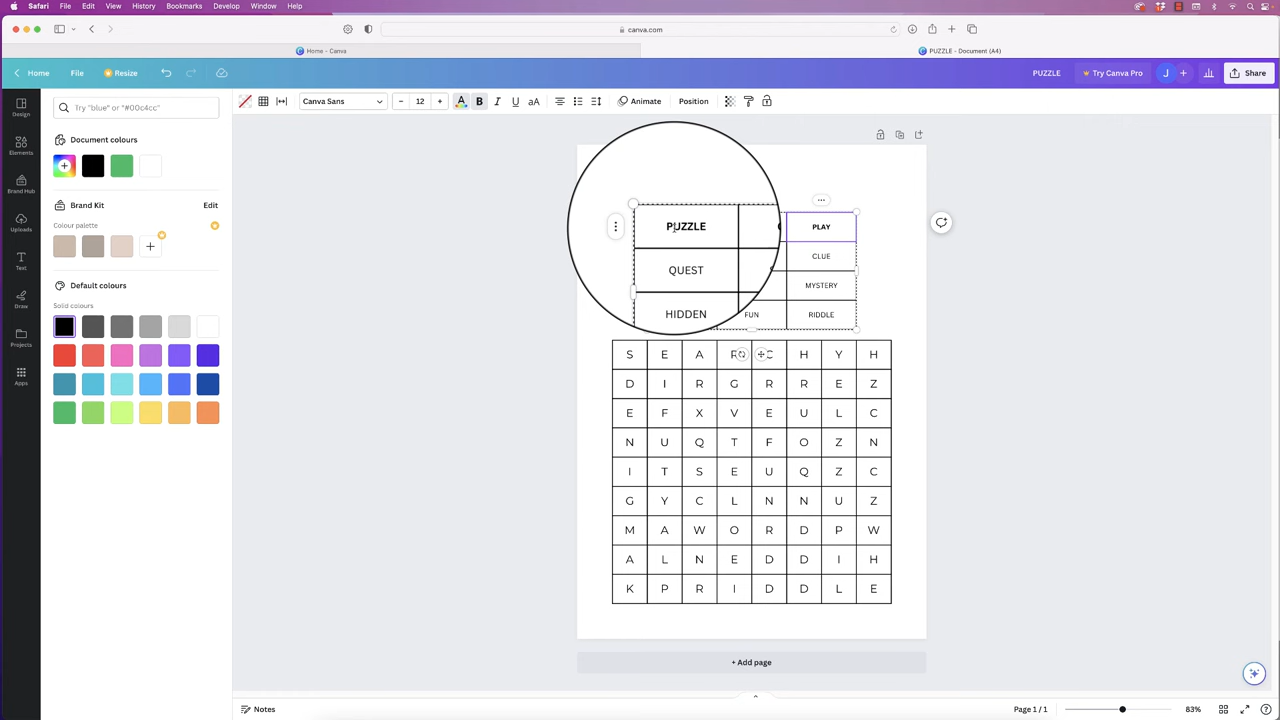 Safari File Edit View History Bookmarks Develop Window Help
canva.com
Home - Canva
PUZZLE - Document (A4)
Home File Resize
PUZZLE Try Canva Pro J Share
Canva Sans 12 A B I U aA Animate Position
Design
Elements
Brand Hub
Uploads
Text
Draw
Projects
Apps
Try "blue" or "#00c4cc"
Document colours
Brand Kit Edit
Colour palette
Default colours
Solid colours
PUZZLE PLAY
QUEST CLUE
MYSTERY
HIDDEN FUN RIDDLE
S E A R C H Y H
D I R G R R E Z
E F X V E U L C
N U Q T F O Z N
I T S E U Q Z C
G Y C L N N U Z
M A W O R D P W
A L N E D D I H
K P R I D D L E
+ Add page
Notes Page 1 / 1 83%